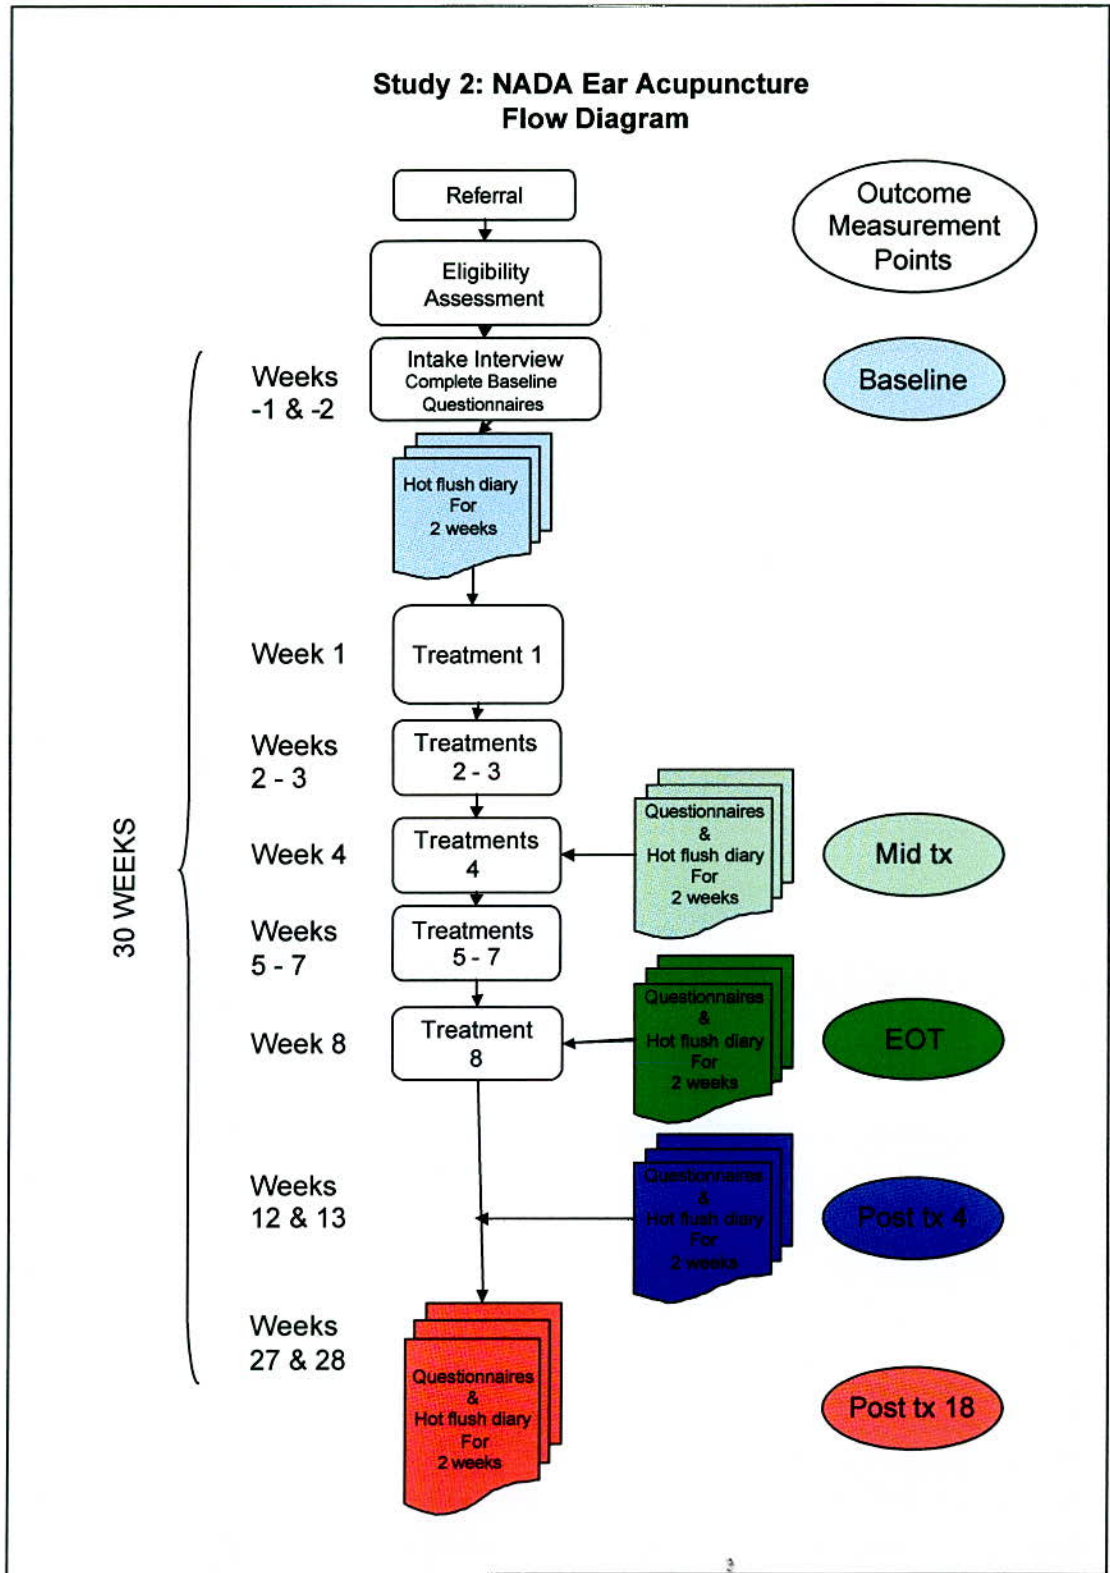 Study 2: NADA Ear Acupuncture
Flow Diagram
Referral
Outcome
Measurement
Points
Eligibility
Assessment
Weeks
-1 & -2
Intake Interview
Complete Baseline
Questionnaires
Baseline
Hot flush diary
For
2 weeks
Week 1
Treatment 1
Weeks
2 - 3
Treatments
2 - 3
30 WEEKS
Week 4
Treatments
4
Questionnaires
&
Hot flush diary
For
2 weeks
Mid tx
Weeks
5 - 7
Treatments
5 - 7
Week 8
Treatment
8
Questionnaires
&
Hot flush diary
For
2 weeks
EOT
Weeks
12 & 13
Questionnaires
&
Hot flush diary
For
2 weeks
Post tx 4
Weeks
27 & 28
Questionnaires
&
Hot flush diary
For
2 weeks
Post tx 18